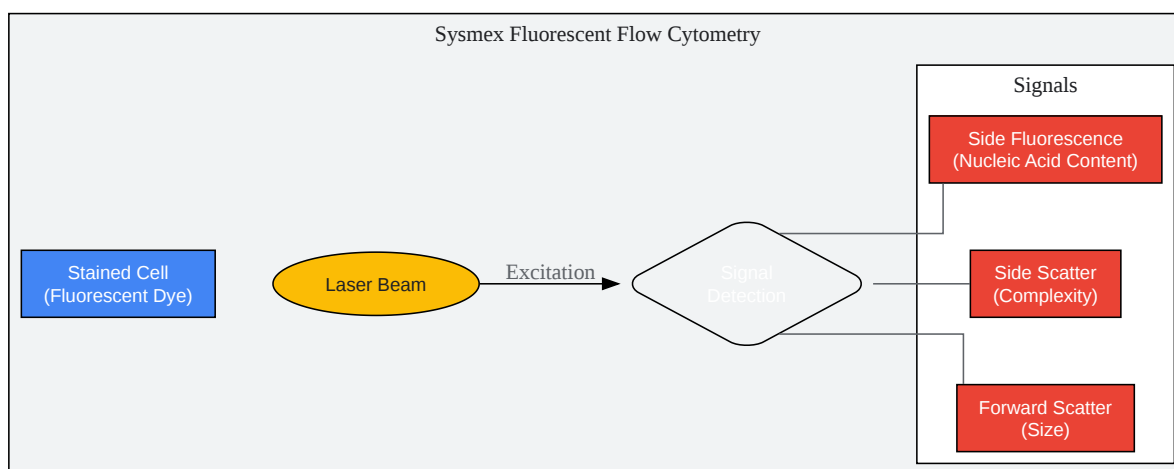 Sysmex Fluorescent Flow Cytometry
Signals
Side Fluorescence
(Nucleic Acid Content)
Stained Cell
(Fluorescent Dye)
Laser Beam
Excitation
Signal
Detection
Side Scatter
(Complexity)
Forward Scatter
(Size)